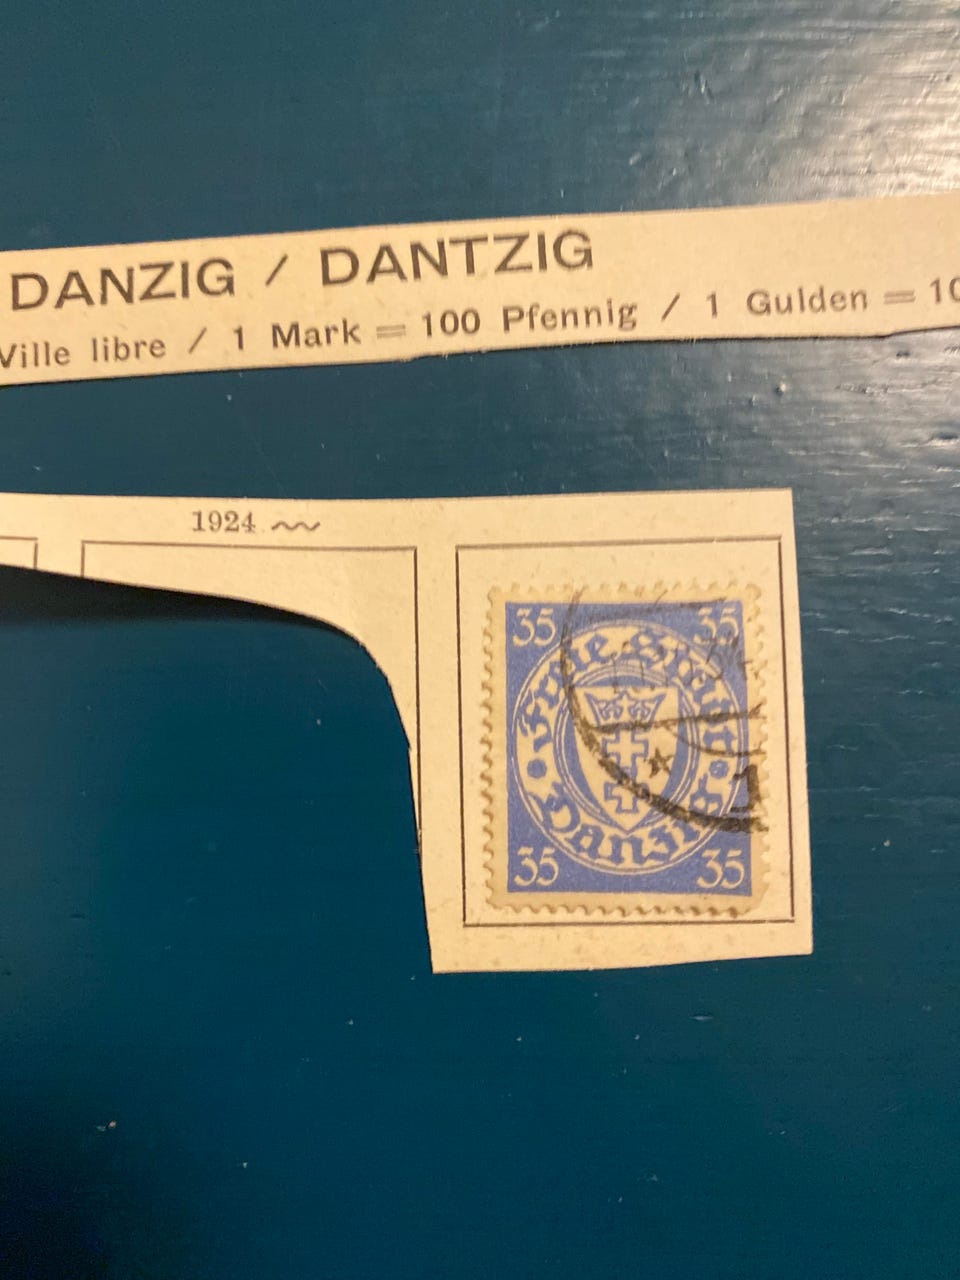 DANZIG / DANTZIG
Ville libre / 1 Mark = 100 Pfennig / 1 Gulden = 10
1924
35 35
Freie Stadt
Danzig
35 35
1